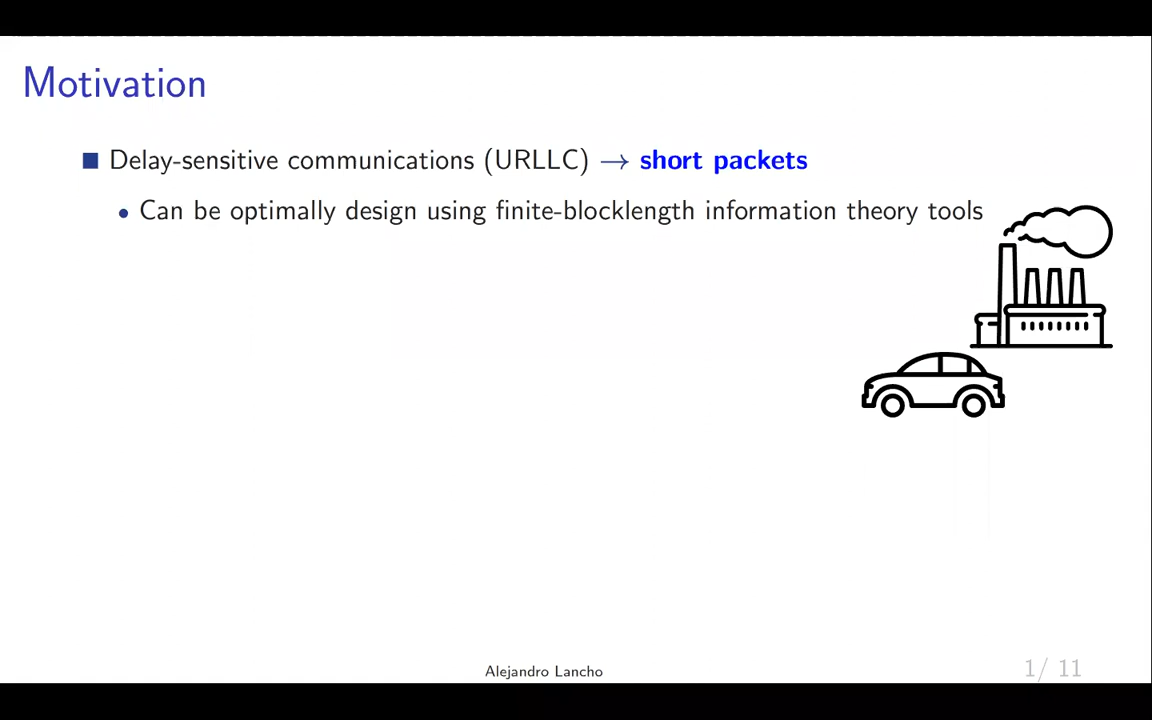 Motivation
Delay-sensitive communications (URLLC) → short packets
Can be optimally design using finite-blocklength information theory tools
Alejandro Lancho
1/ 11